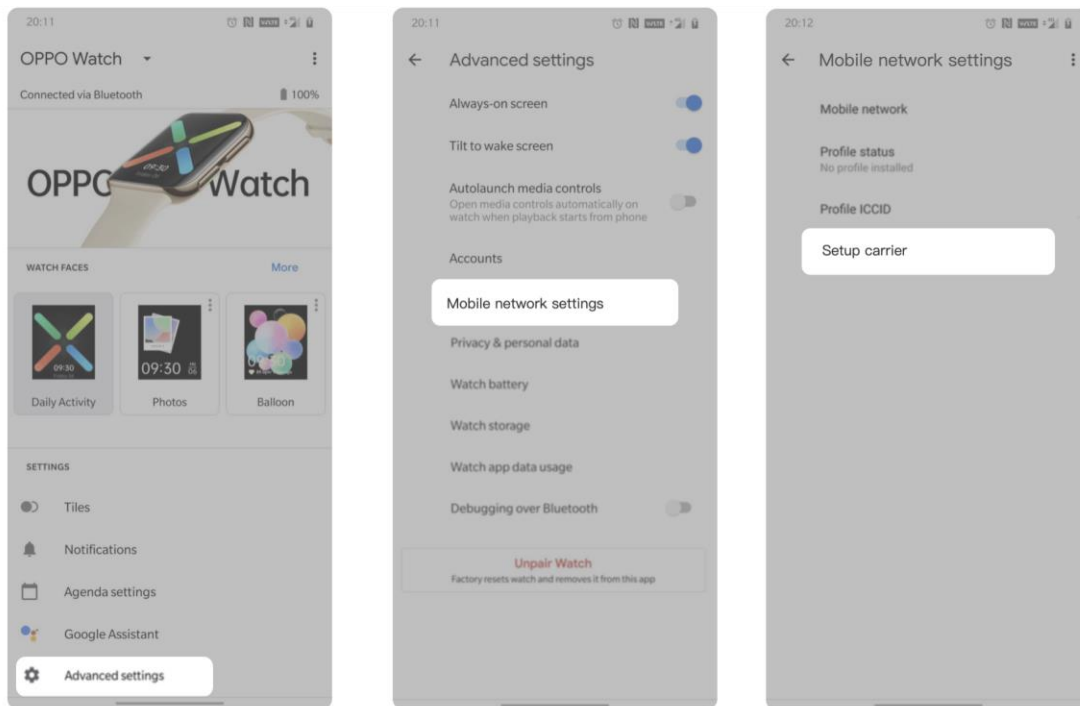 20:11
OPPO Watch
Connected via Bluetooth
100%
OPPO Watch
09:30
WATCH FACES
More
09:30
09:30
Daily Activity
Photos
Balloon
SETTINGS
Tiles
Notifications
Agenda settings
Google Assistant
Advanced settings
20:11
Advanced settings
Always-on screen
Tilt to wake screen
Autolaunch media controls
Open media controls automatically on
watch when playback starts from phone
Accounts
Mobile network settings
Privacy & personal data
Watch battery
Watch storage
Watch app data usage
Debugging over Bluetooth
Unpair Watch
Factory resets watch and removes it from this app
20:12
Mobile network settings
Mobile network
Profile status
No profile installed
Profile ICCID
Setup carrier